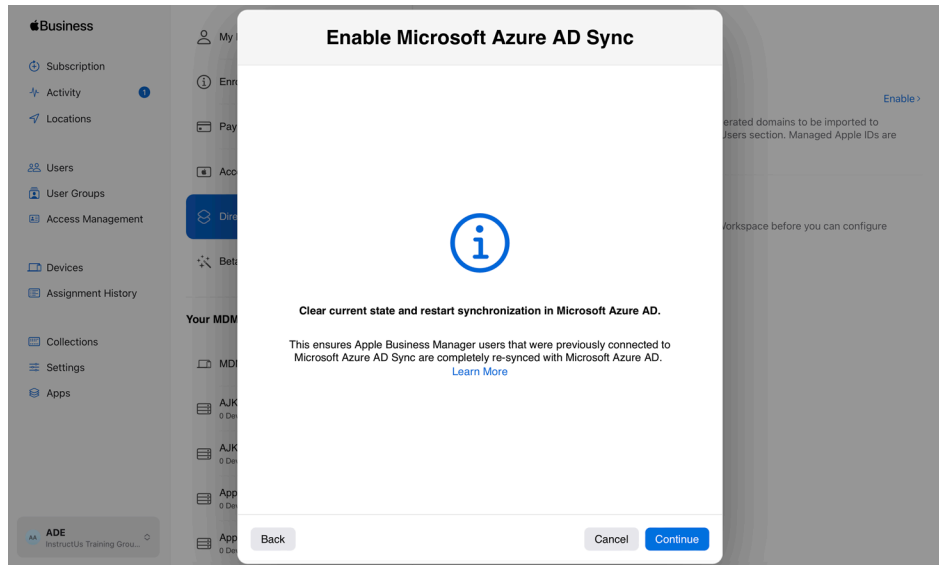 Business
Subscription
Activity
1
Locations
Users
User Groups
Access Management
Devices
Assignment History
Collections
Settings
Apps
AA
ADE
InstructUs Training Grou...
My
Enro
Pay
Acc
Dire
Beta
Your MDM
MDM
AJK
0 Dev
AJK
0 Dev
App
0 Dev
App
0 Dev
Enable Microsoft Azure AD Sync
Clear current state and restart synchronization in Microsoft Azure AD.
This ensures Apple Business Manager users that were previously connected to
Microsoft Azure AD Sync are completely re-synced with Microsoft Azure AD.
Learn More
Back
Cancel
Continue
Enable >
erated domains to be imported to
Users section. Managed Apple IDs are
Workspace before you can configure